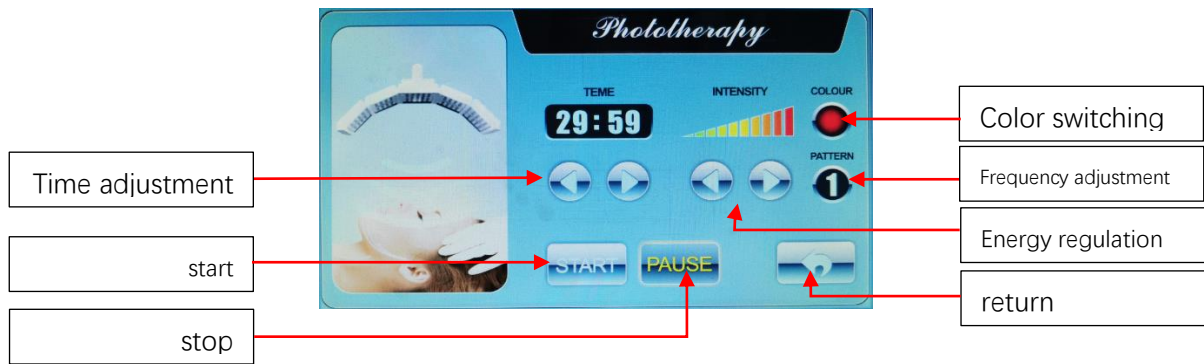 Phototherapy
TEME
INTENSITY
COLOUR
29:59
Color switching
PATTERN
1
Time adjustment
Frequency adjustment
Energy regulation
start
START
PAUSE
return
stop